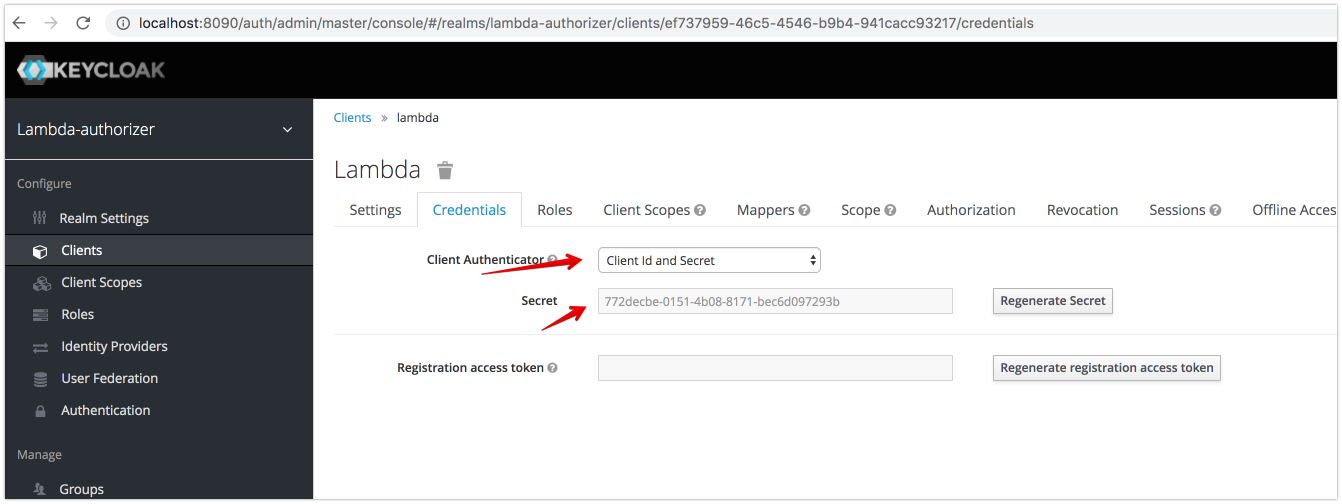 localhost:8090/auth/admin/master/console/#/realms/lambda-authorizer/clients/ef737959-46c5-4546-b9b4-941cacc93217/credentials
KEYCLOAK
Lambda-authorizer
Configure
Realm Settings
Clients
Client Scopes
Roles
Identity Providers
User Federation
Authentication
Manage
Groups
Clients » lambda
Lambda
Settings Credentials Roles Client Scopes Mappers Scope Authorization Revocation Sessions Offline Acces
Client Authenticator Client Id and Secret
Secret 772decbe-0151-4b08-8171-bec6d097293b Regenerate Secret
Registration access token Regenerate registration access token